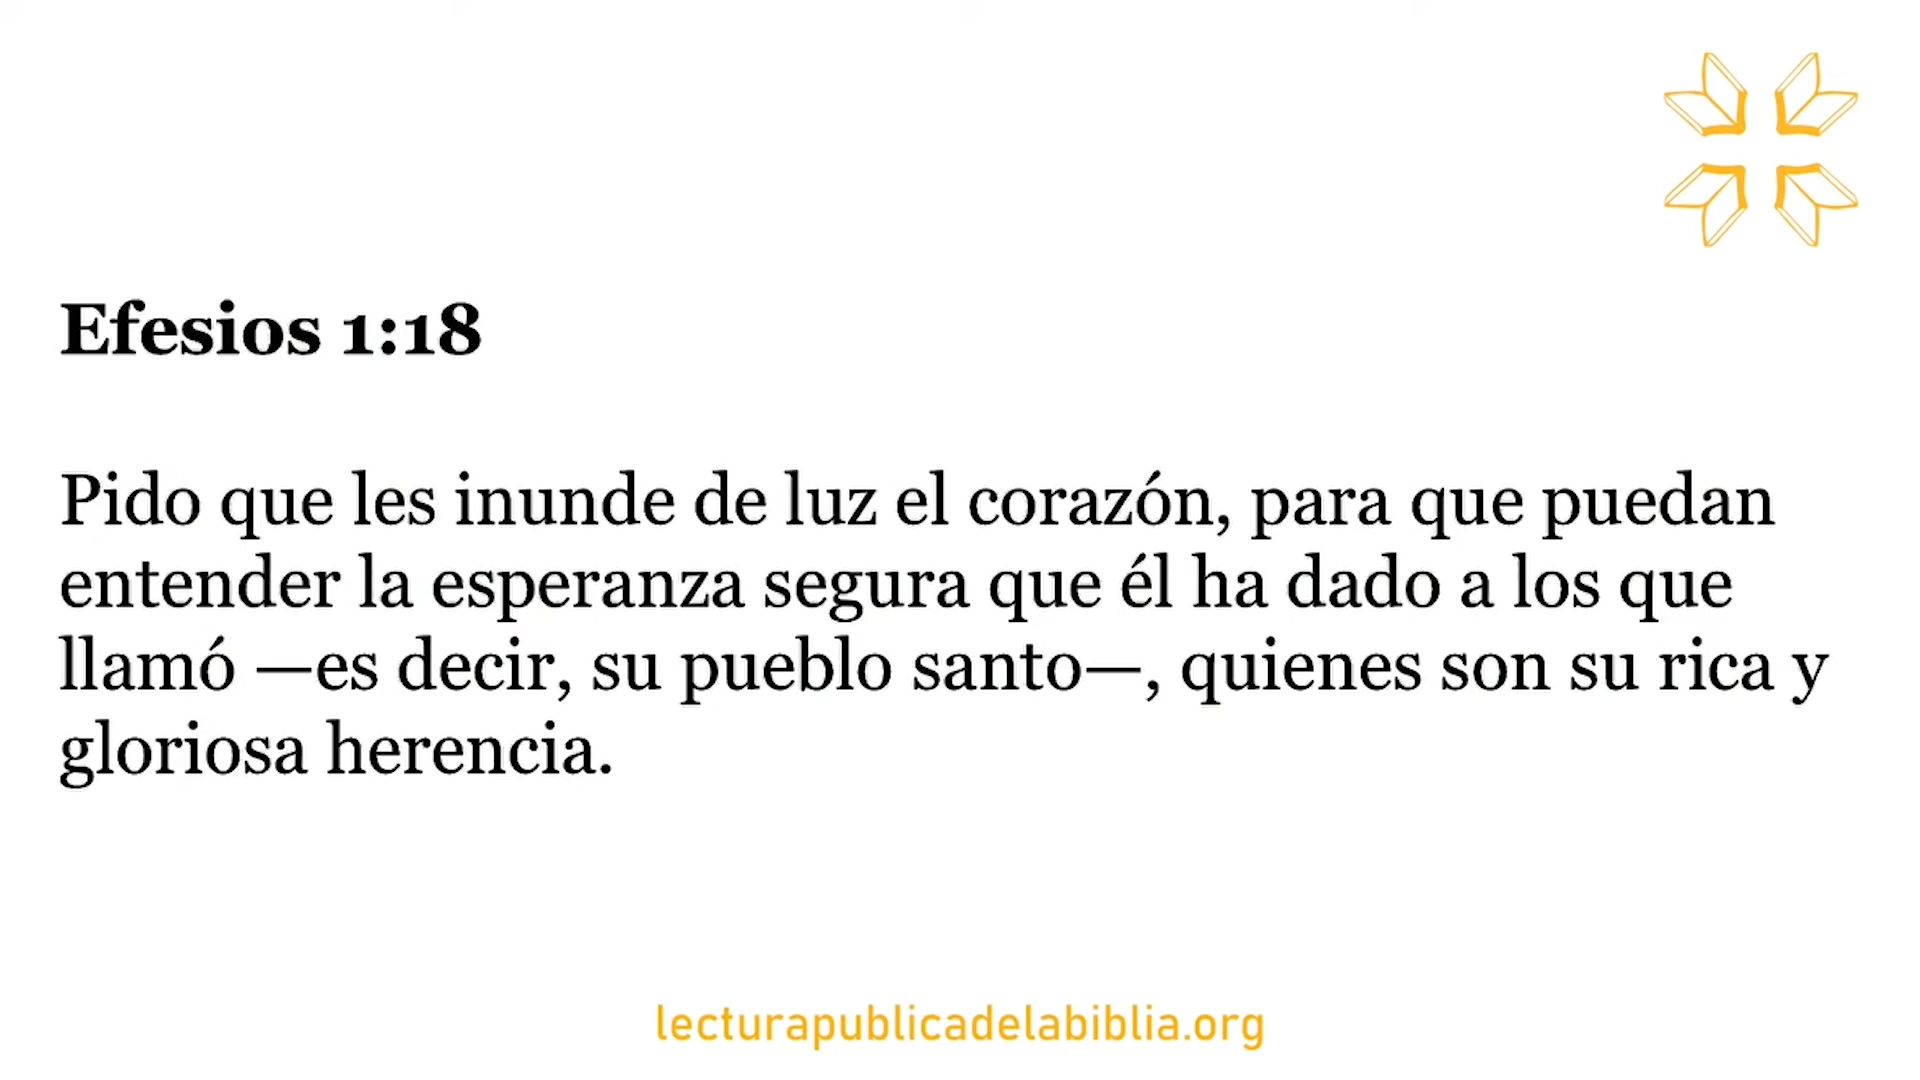 Efesios 1:18
Pido que les inunde de luz el corazón, para que puedan
entender la esperanza segura que él ha dado a los que
llamó —es decir, su pueblo santo—, quienes son su rica y
gloriosa herencia.
lecturapublicadelabiblia.org